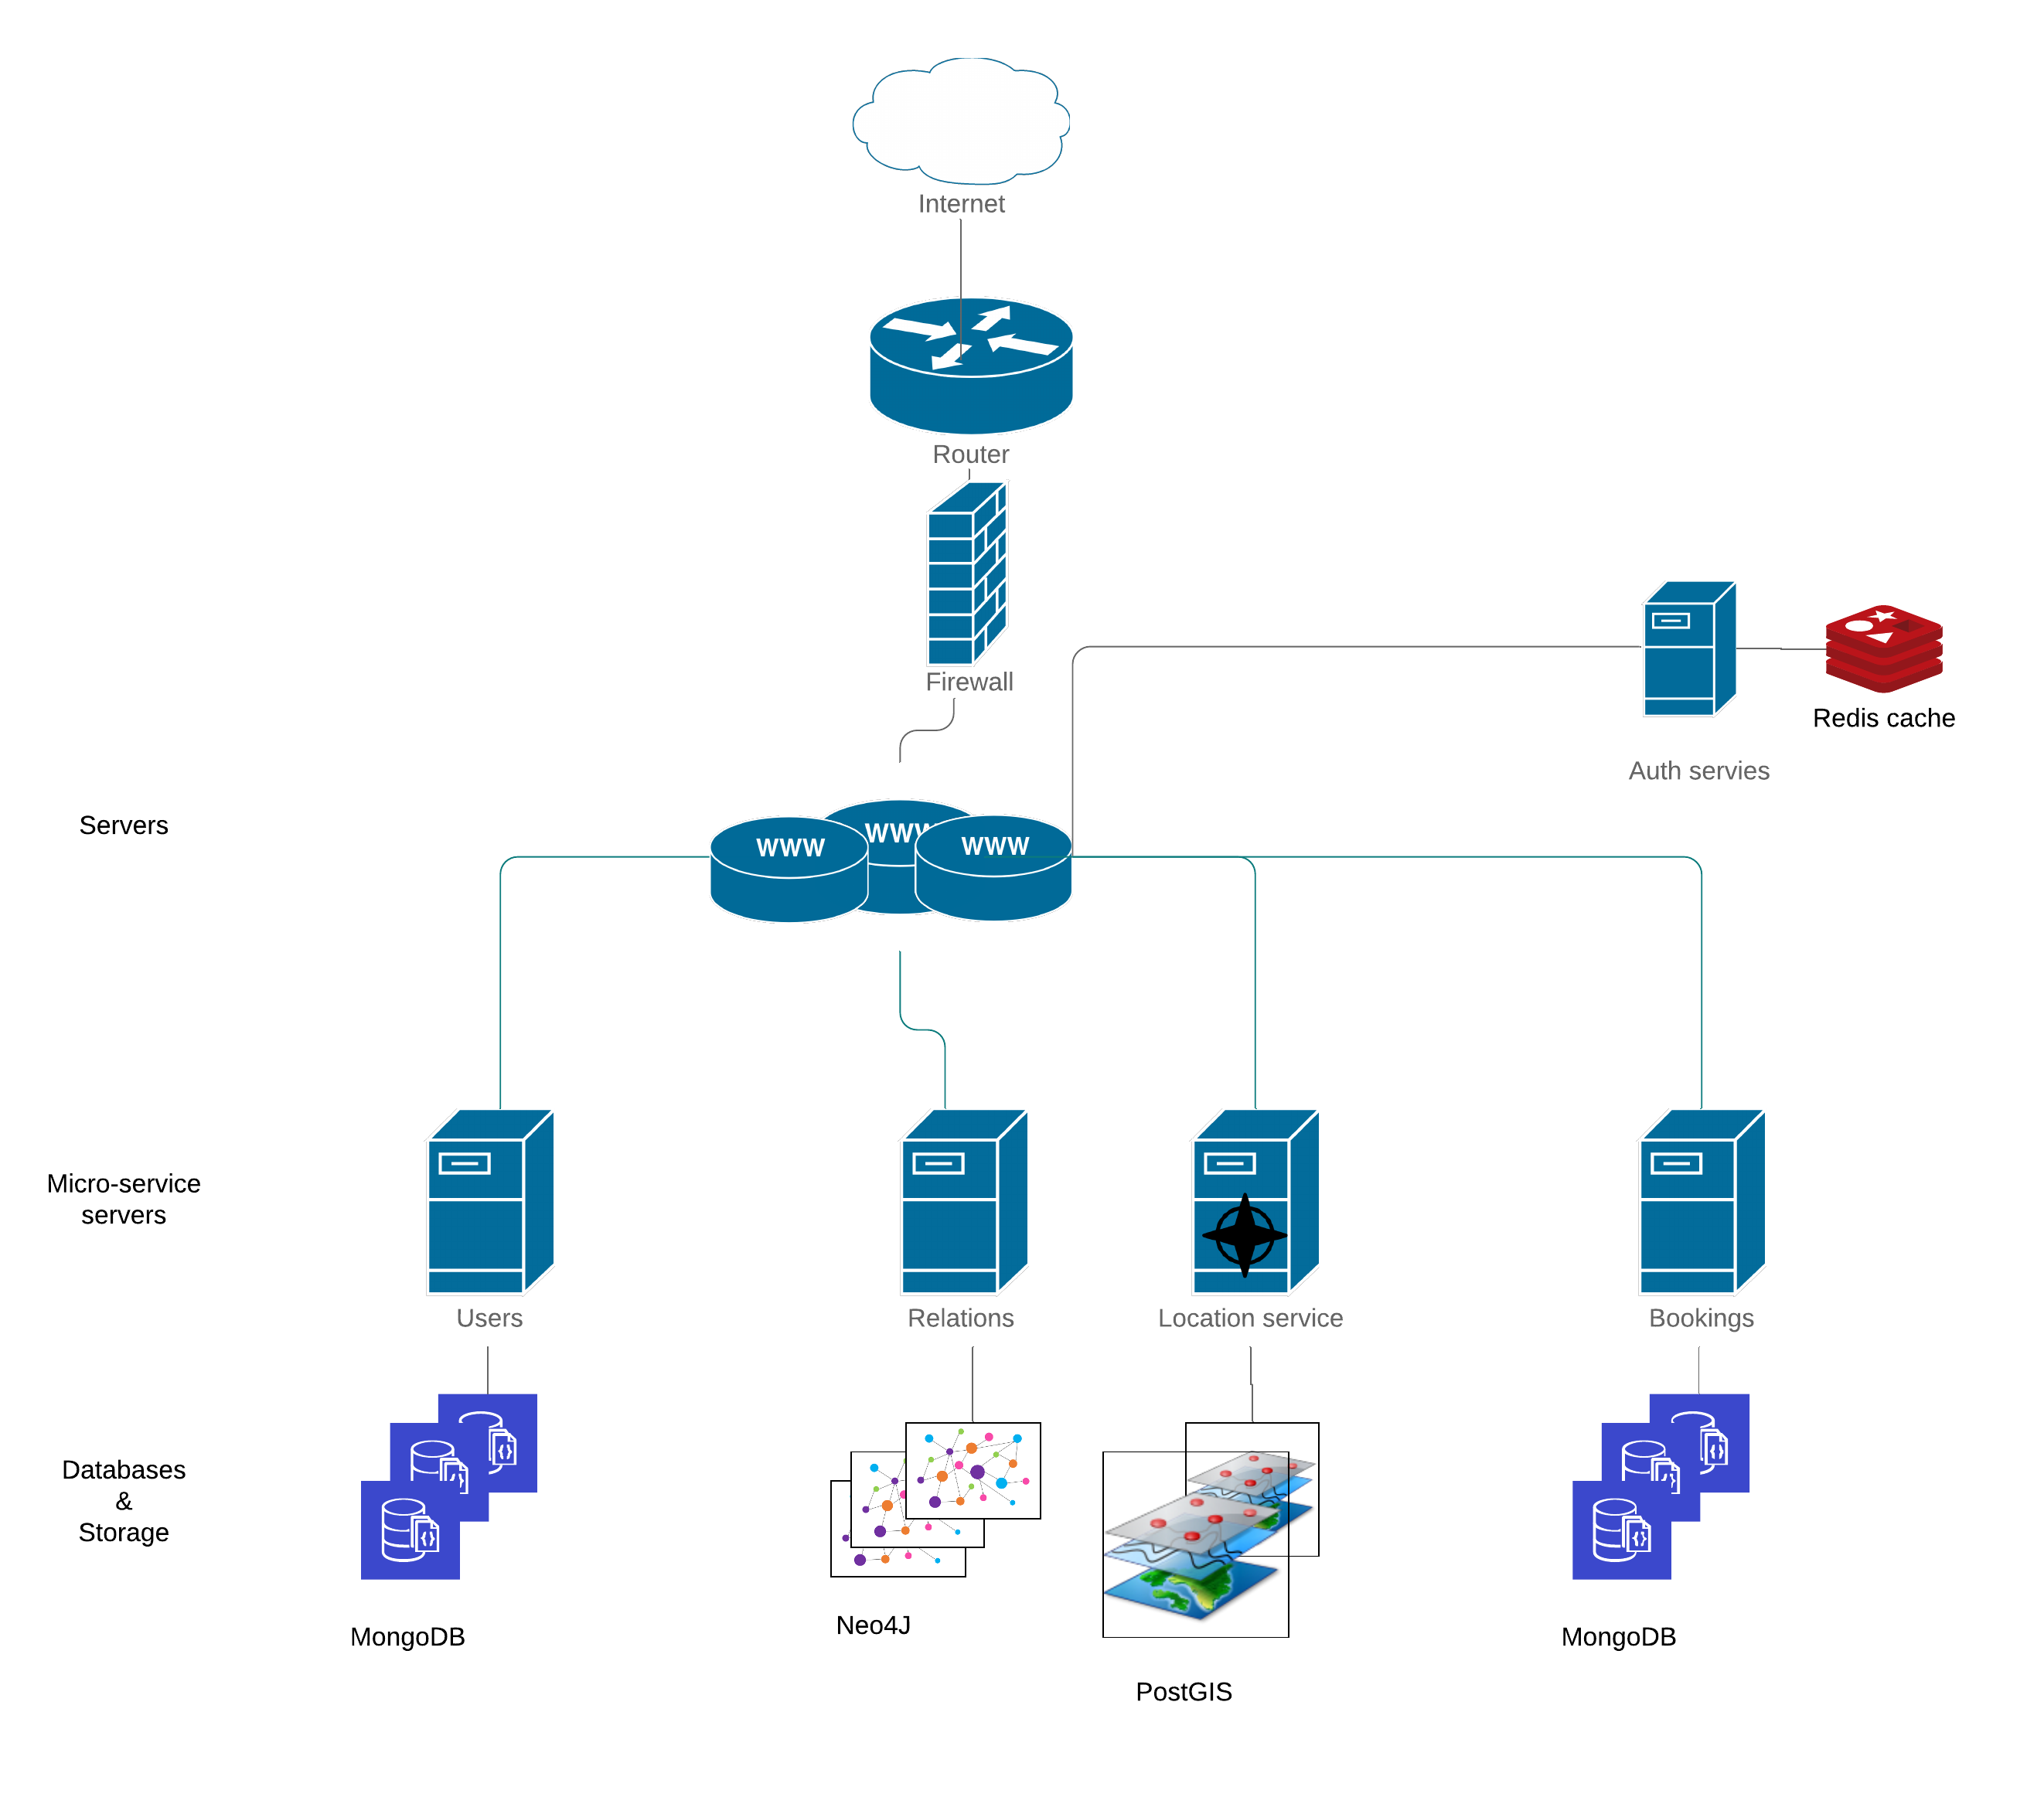 Internet
Router
Firewall
Redis cache
Auth servies
Servers
WWW
WWW
WWW
Micro-service
servers
Users
Relations
Location service
Bookings
Databases
&
Storage
MongoDB
Neo4J
PostGIS
MongoDB